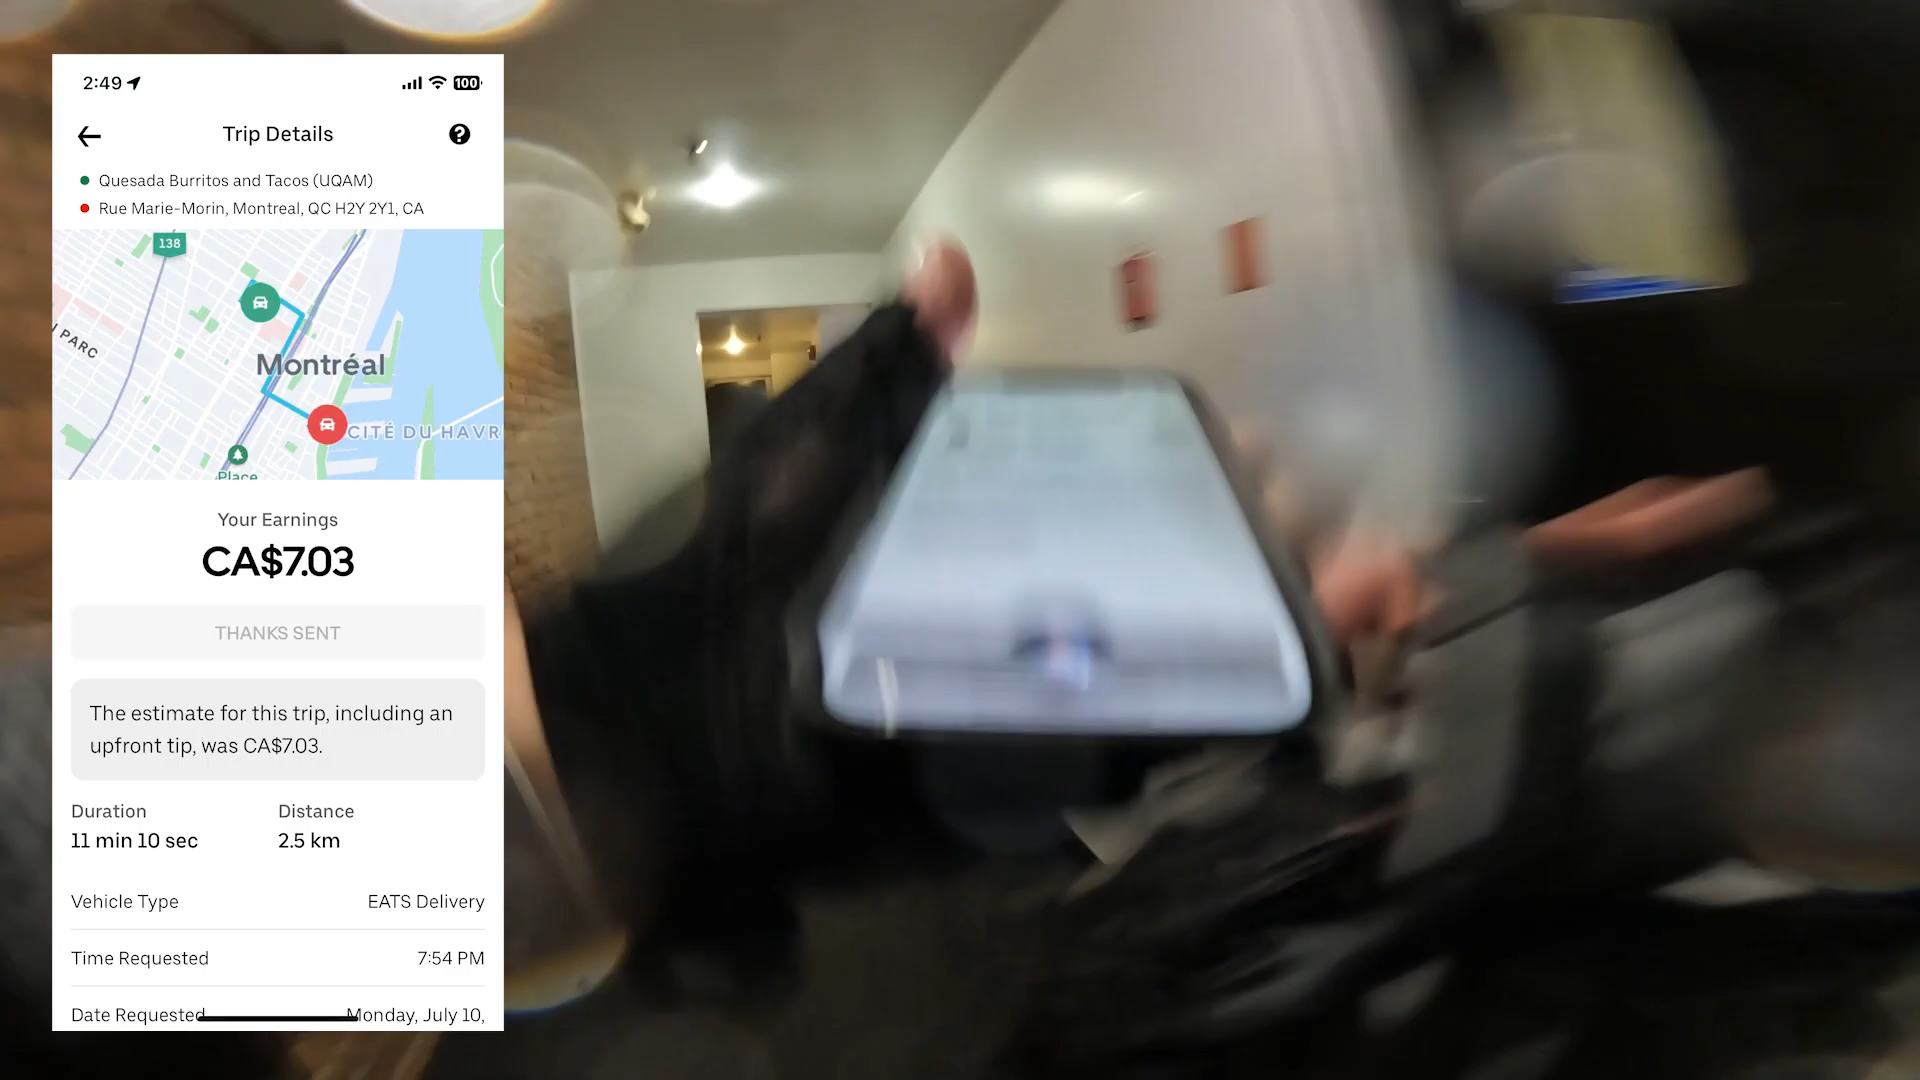 2:49
100
Trip Details
?
Quesada Burritos and Tacos (UQAM)
Rue Marie-Morin, Montreal, QC H2Y 2Y1, CA
138
PARC
Montréal
CITÉ DU HAVR
Place
Your Earnings
CA$7.03
THANKS SENT
The estimate for this trip, including an
upfront tip, was CA$7.03.
Duration
Distance
11 min 10 sec
2.5 km
Vehicle Type
EATS Delivery
Time Requested
7:54 PM
Date Requested
Monday, July 10,